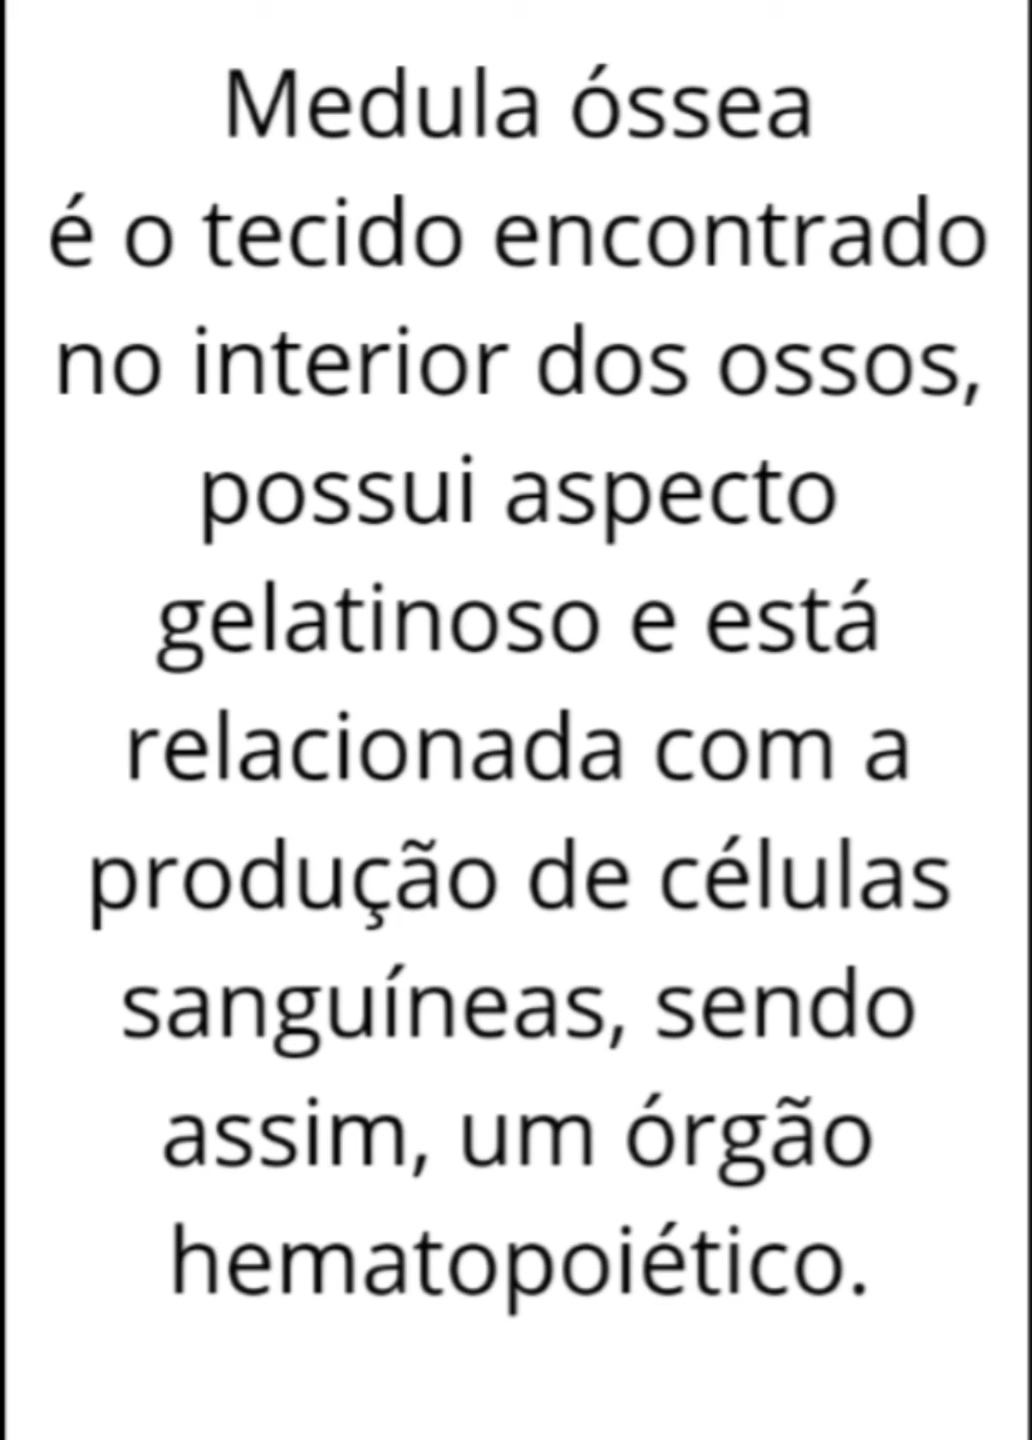 Medula óssea
é o tecido encontrado
no interior dos ossos,
possui aspecto
gelatinoso e está
relacionada com a
produção de células
sanguíneas, sendo
assim, um órgão
hematopoiético.